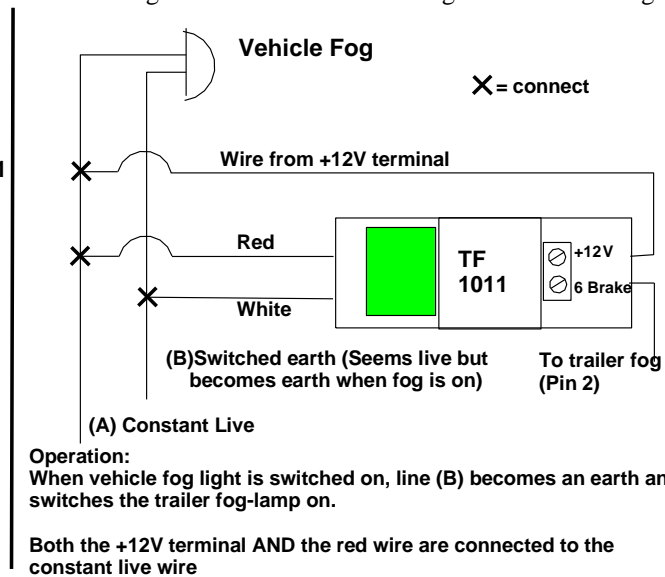 Vehicle Fog
= connect
Wire from +12V terminal
Red
TF
1011
+12V
6 Brake
White
(B)Switched earth (Seems live but
becomes earth when fog is on)
To trailer fog
(Pin 2)
(A) Constant Live
Operation:
When vehicle fog light is switched on, line (B) becomes an earth an
switches the trailer fog-lamp on.
Both the +12V terminal AND the red wire are connected to the
constant live wire